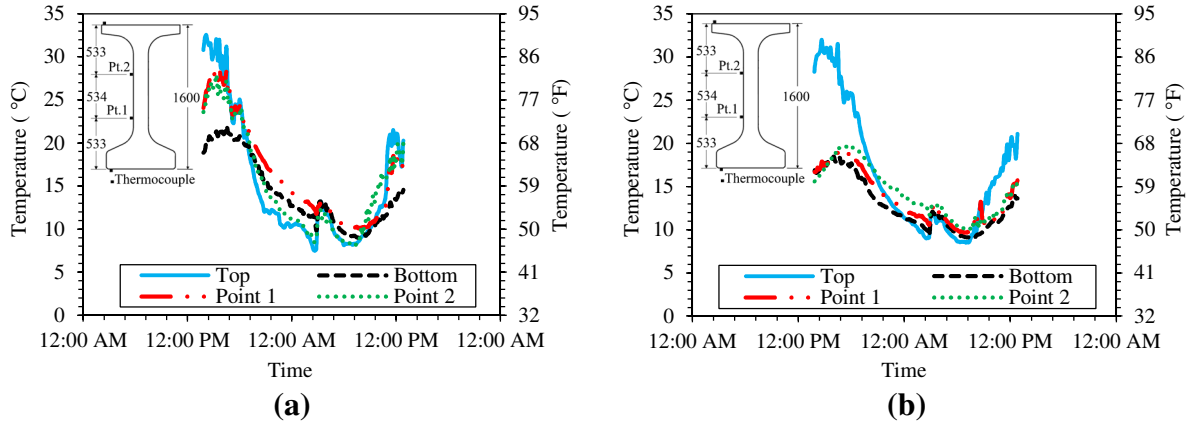 35
30
25
20
15
10
5
0
Temperature ( °C)
95
86
77
68
59
50
41
32
Temperature ( °F)
533
Pt.2
534
Pt.1
533
1600
Thermocouple
Top
Bottom
Point 1
Point 2
12:00 AM 12:00 PM 12:00 AM 12:00 PM 12:00 AM
Time
(a)
35
30
25
20
15
10
5
0
Temperature ( °C)
95
86
77
68
59
50
41
32
Temperature ( °F)
533
Pt.2
534
Pt.1
533
1600
Thermocouple
Top
Bottom
Point 1
Point 2
12:00 AM 12:00 PM 12:00 AM 12:00 PM 12:00 AM
Time
(b)